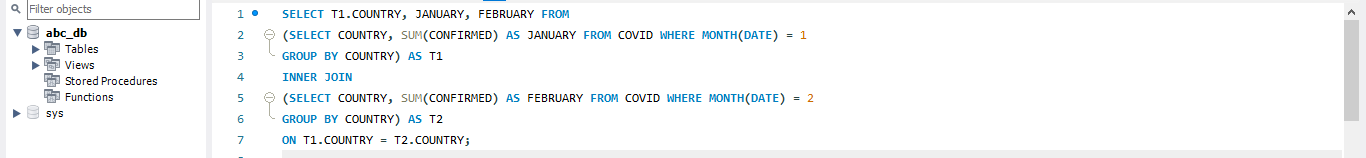 Filter objects
abc_db
Tables
Views
Stored Procedures
Functions
sys
1 SELECT T1.COUNTRY, JANUARY, FEBRUARY FROM
2 (SELECT COUNTRY, SUM(CONFIRMED) AS JANUARY FROM COVID WHERE MONTH(DATE) = 1
3 GROUP BY COUNTRY) AS T1
4 INNER JOIN
5 (SELECT COUNTRY, SUM(CONFIRMED) AS FEBRUARY FROM COVID WHERE MONTH(DATE) = 2
6 GROUP BY COUNTRY) AS T2
7 ON T1.COUNTRY = T2.COUNTRY;